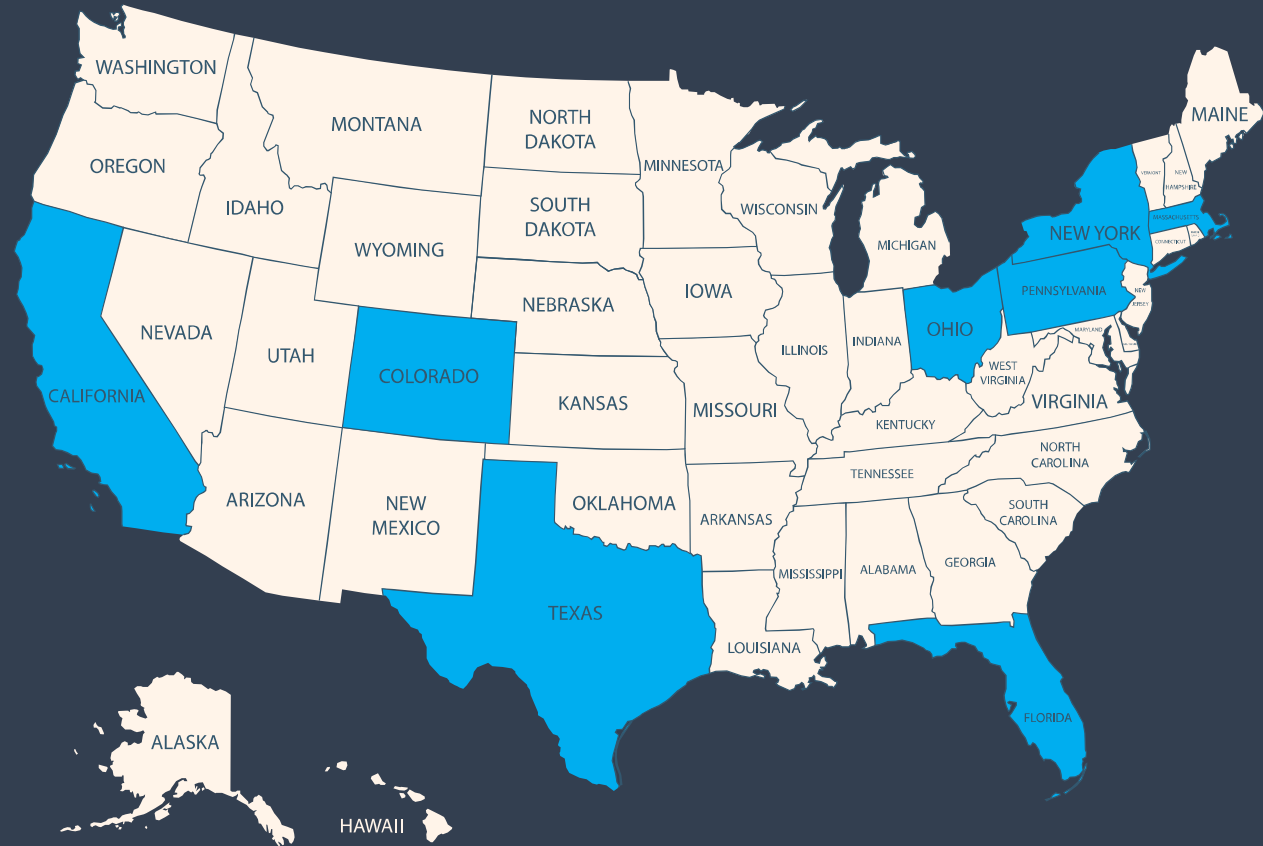 WASHINGTON
MAINE
MONTANA
NORTH
DAKOTA
OREGON
MINNESOTA
VERMONT
NEW
HAMPSHIRE
IDAHO
SOUTH
DAKOTA
WISCONSIN
MASSACHUSETTS
WYOMING
MICHIGAN
NEW YORK
CONNECTICUT
IOWA
PENNSYLVANIA
NEBRASKA
NEW
JERSEY
NEVADA
UTAH
ILLINOIS
INDIANA
OHIO
MARYLAND
COLORADO
WEST
VIRGINIA
CALIFORNIA
KANSAS
MISSOURI
VIRGINIA
KENTUCKY
NORTH
CAROLINA
TENNESSEE
ARIZONA
NEW
MEXICO
OKLAHOMA
ARKANSAS
SOUTH
CAROLINA
MISSISSIPPI
ALABAMA
GEORGIA
TEXAS
LOUISIANA
FLORIDA
ALASKA
HAWAII